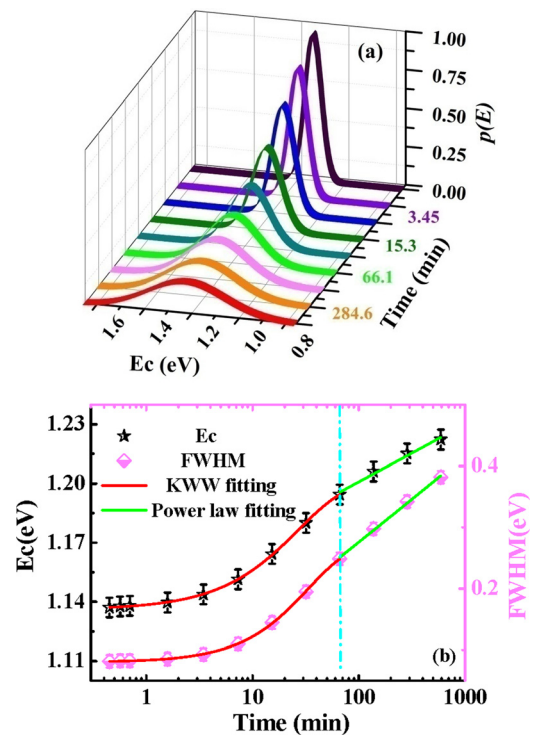 (a)
1.00
0.75
0.50
0.25
0.00
p(E)
3.45
15.3
66.1
284.6
Time (min)
1.6
1.4
1.2
1.0
0.8
Ec (eV)
1.23
1.20
1.17
1.14
1.11
Ec(eV)
Ec
FWHM
KWW fitting
Power law fitting
0.4
0.2
FWHM(eV)
(b)
1
10
100
1000
Time (min)